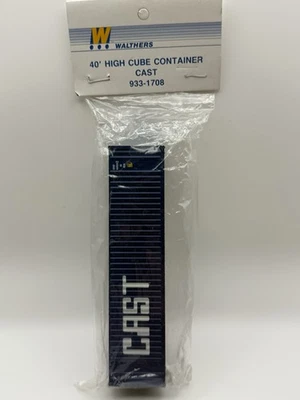 W
WALTHERS
40' HIGH CUBE CONTAINER
CAST
933-1708
CAST